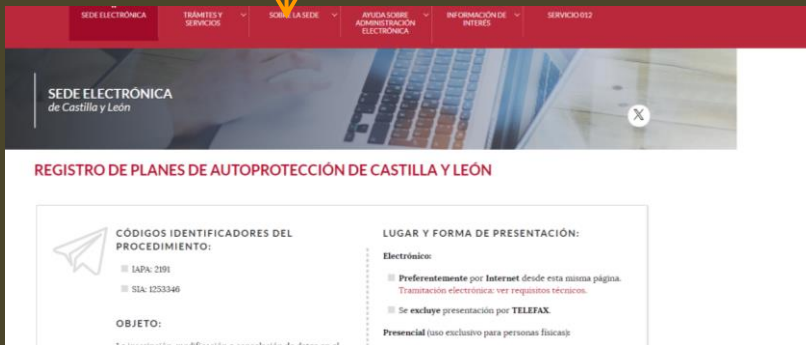 SEDE ELECTRÓNICA
TRÁMITES Y
SERVICIOS
SOBRE LA SEDE
AYUDA SOBRE
ADMINISTRACIÓN
ELECTRÓNICA
INFORMACIÓN DE
INTERÉS
SERVICIO 012
SEDE ELECTRÓNICA
de Castilla y León
REGISTRO DE PLANES DE AUTOPROTECCIÓN DE CASTILLA Y LEÓN
CÓDIGOS IDENTIFICADORES DEL
PROCEDIMIENTO:
IAPA: 2191
SIA: 1253346
OBJETO:
LUGAR Y FORMA DE PRESENTACIÓN:
Electrónico:
Preferentemente por Internet desde esta misma página.
Tramitación electrónica: ver requisitos técnicos.
Se excluye presentación por TELEFAX.
Presencial (uso exclusivo para personas físicas):